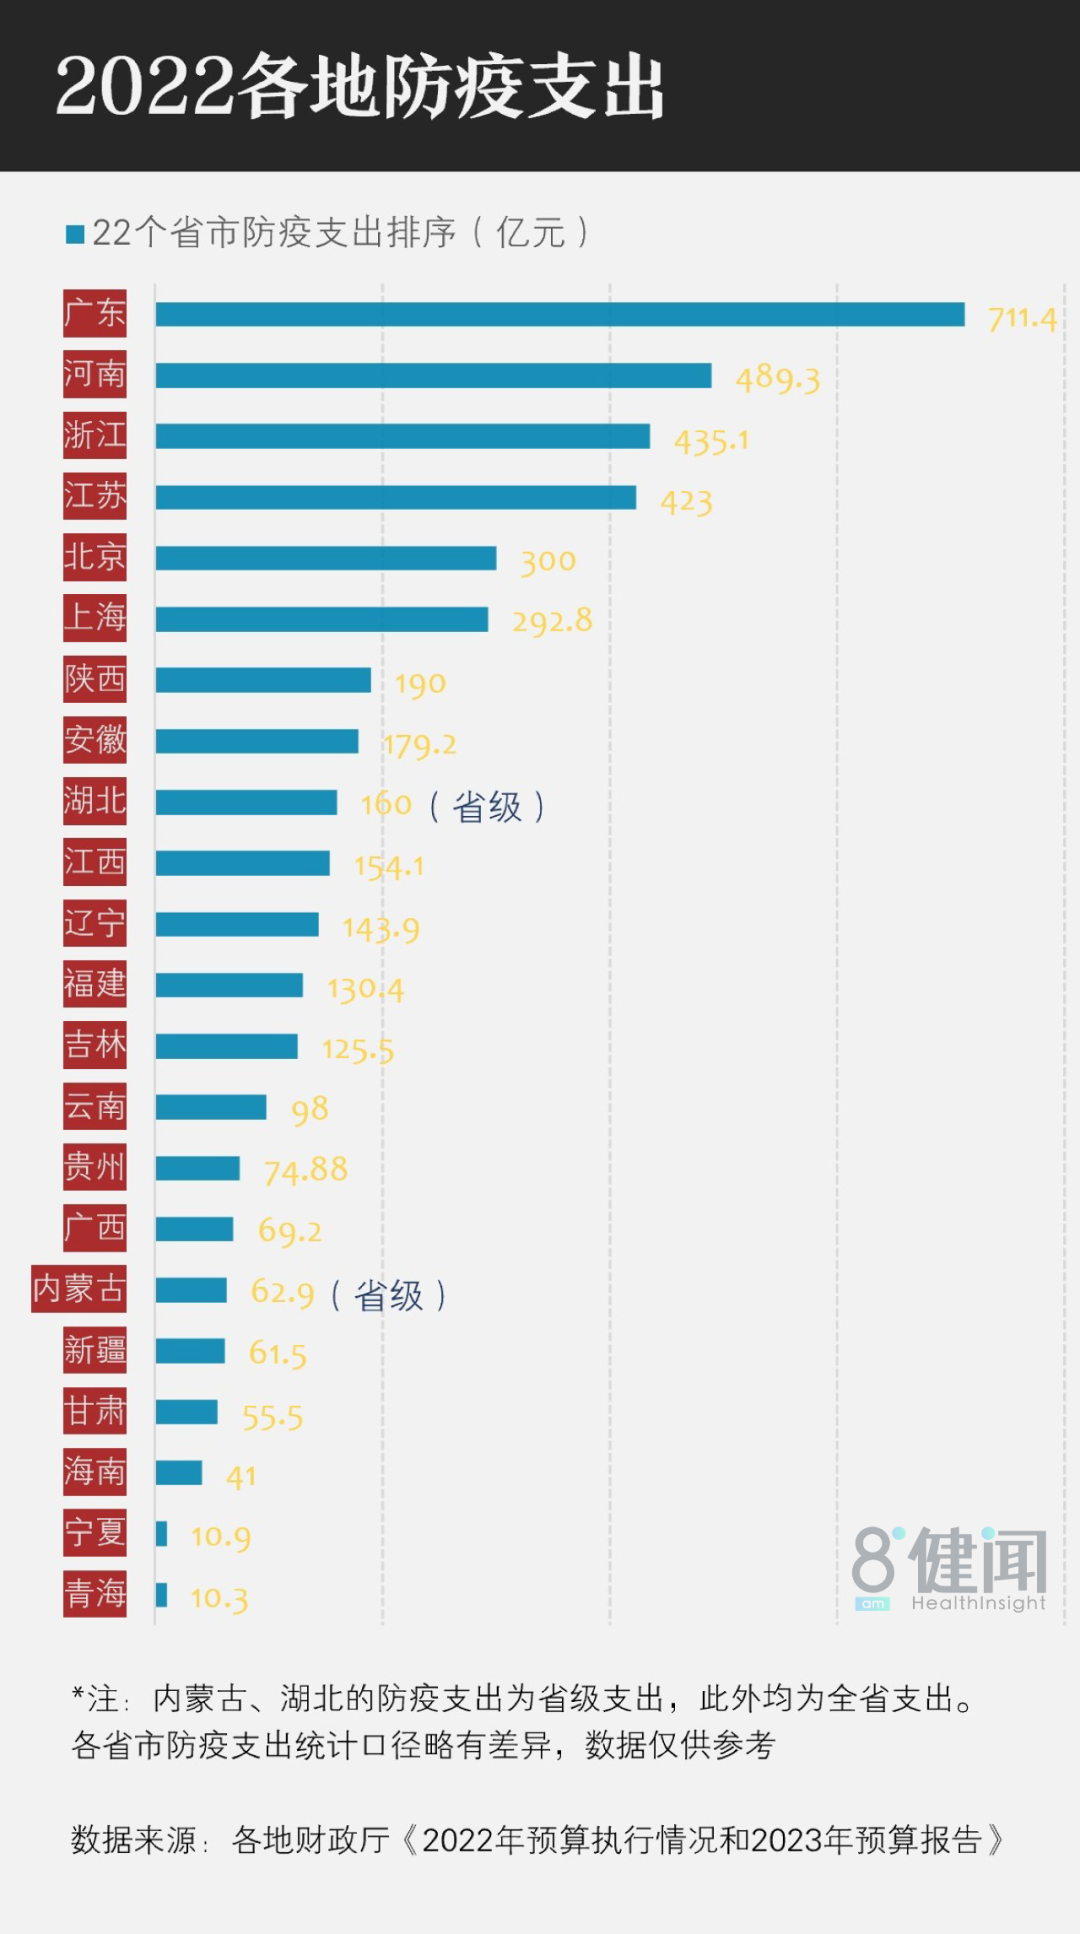 2022各地防疫支出
22个省市防疫支出排序（亿元）
广东 711.4
河南 489.3
浙江 435.1
江苏 423
北京 300
上海 292.8
陕西 190
安徽 179.2
湖北 160（省级）
江西 154.1
辽宁 143.9
福建 130.4
吉林 125.5
云南 98
贵州 74.88
广西 69.2
内蒙古 62.9（省级）
新疆 61.5
甘肃 55.5
海南 41
宁夏 10.9
青海 10.3
8健闻
am HealthInsight
*注：内蒙古、湖北的防疫支出为省级支出，此外均为全省支出。
各省市防疫支出统计口径略有差异，数据仅供参考
数据来源：各地财政厅《2022年预算执行情况和2023年预算报告》